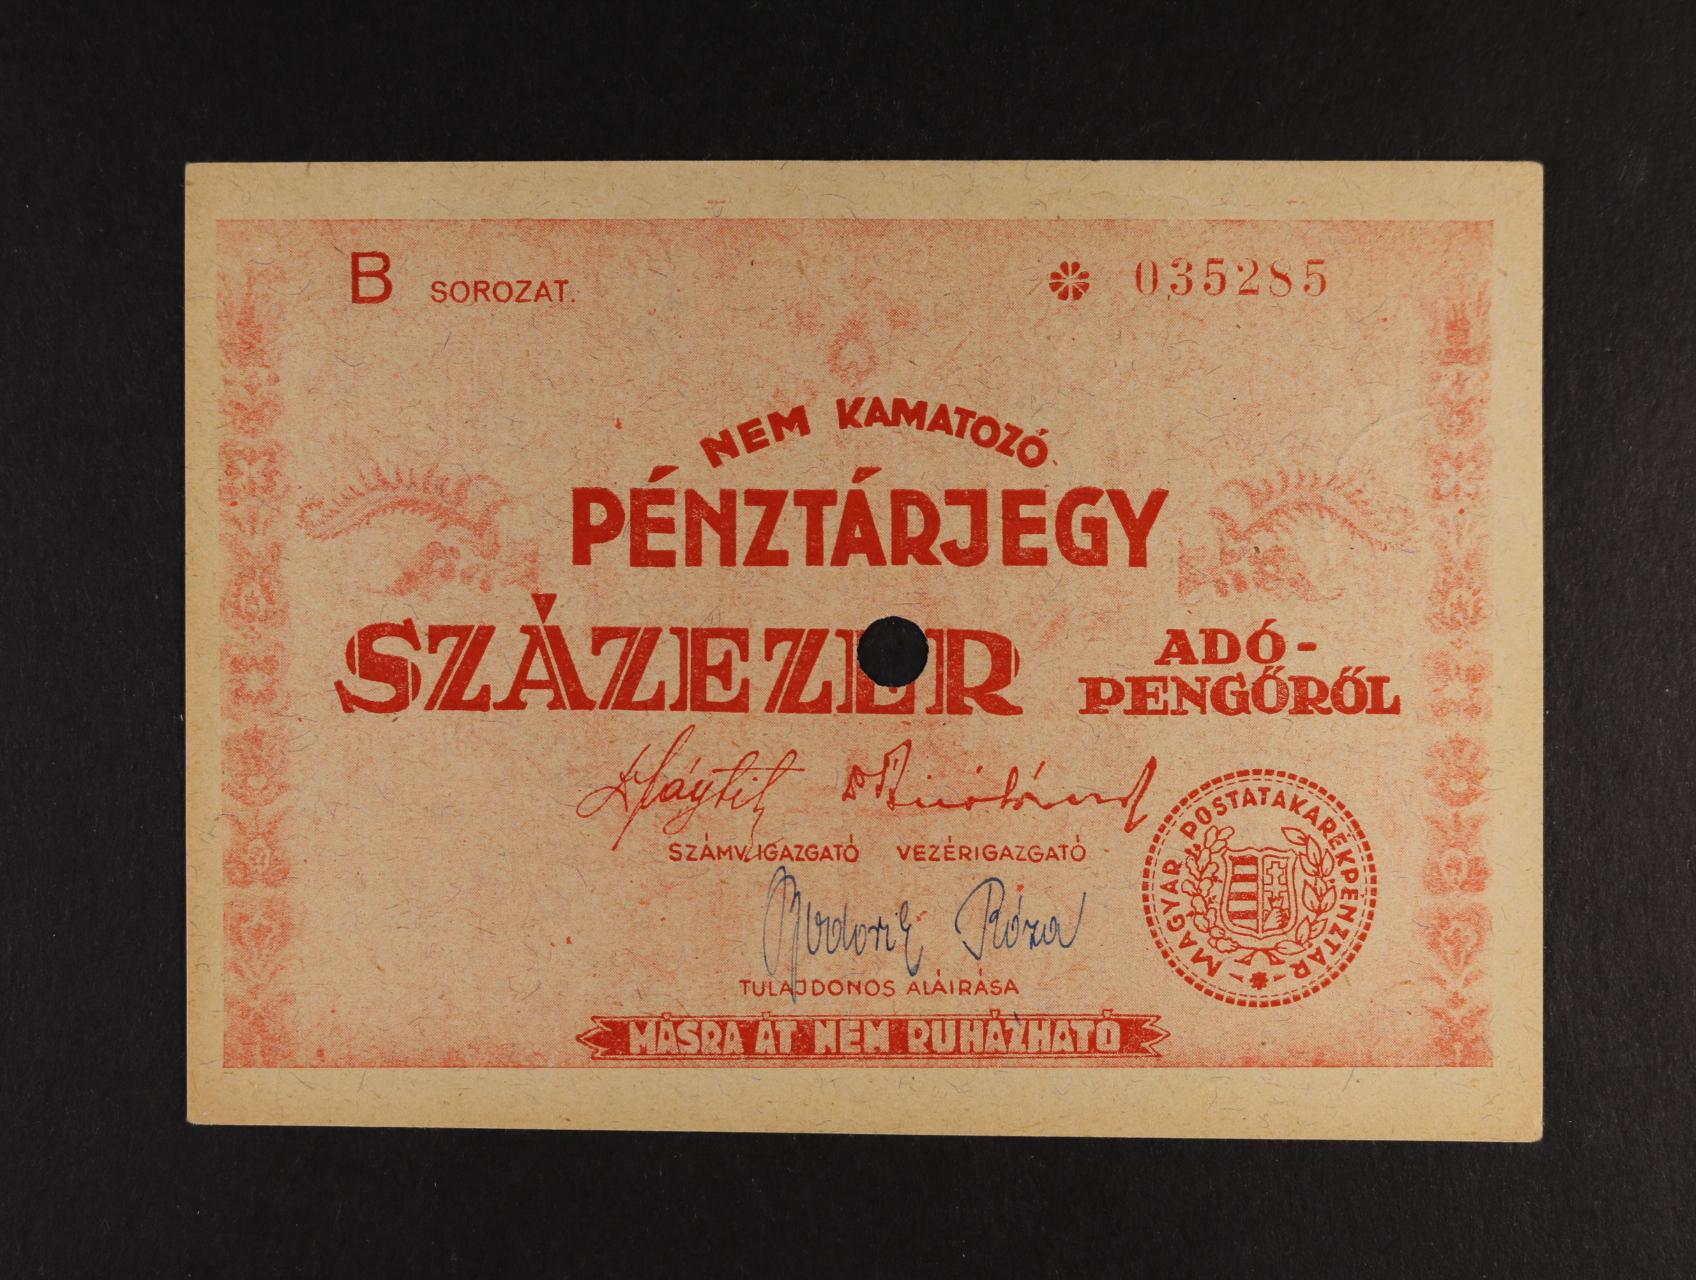 B SOROZAT. * 035285
NEM KAMATOZÓ
PÉNZTÁRJEGY
SZÁZEZER
ADÓ-
PENGŐRŐL
SZÁMV.IGAZGATÓ VEZÉRIGAZGATÓ
Róza
TULAJDONOS ALÁIRÁSA
MAGYAR POSTATAKARÉKPÉNZTÁR
MÁSRA ÁT NEM RUHÁZHATÓ